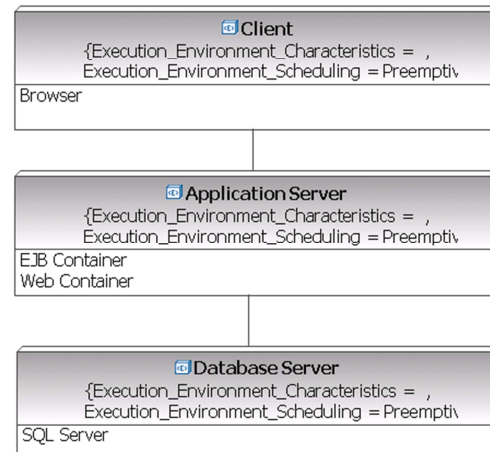 Client
{Execution_Environment_Characteristics = ,
Execution_Environment_Scheduling = Preemptiv
Browser
Application Server
{Execution_Environment_Characteristics = ,
Execution_Environment_Scheduling = Preemptiv
EJB Container
Web Container
Database Server
{Execution_Environment_Characteristics = ,
Execution_Environment_Scheduling = Preemptiv
SQL Server